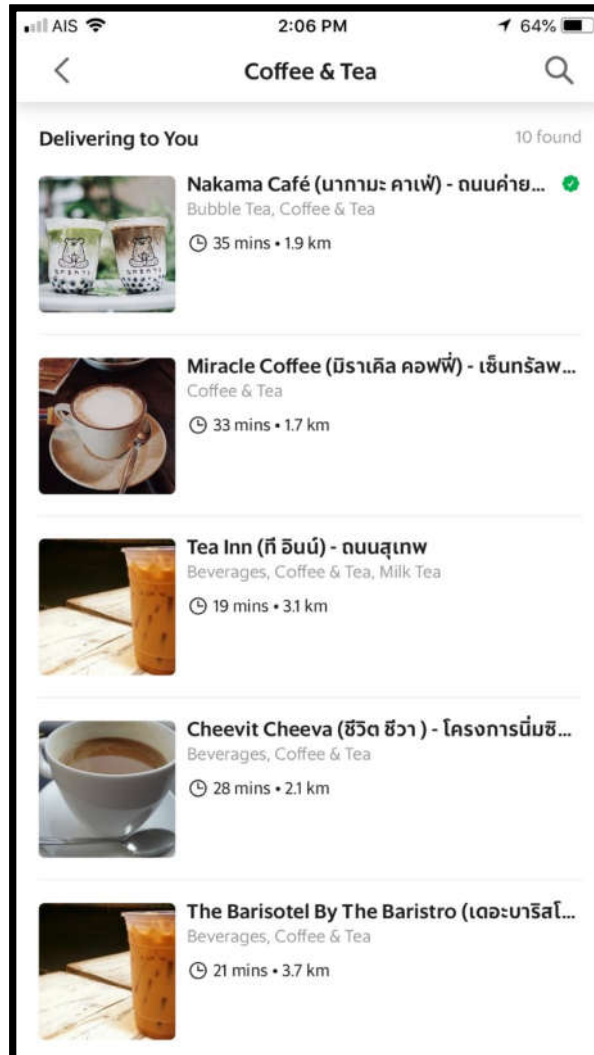 AIS
2:06 PM
64%
Coffee & Tea
Delivering to You
10 found
Nakama Café (นากามะ คาเฟ่) - ถนนค่าย...
Bubble Tea, Coffee & Tea
35 mins • 1.9 km
Miracle Coffee (มิราเคิล คอฟฟี่) - เซ็นทรัลพ...
Coffee & Tea
33 mins • 1.7 km
Tea Inn (ที อินน์) - ถนนสุเทพ
Beverages, Coffee & Tea, Milk Tea
19 mins • 3.1 km
Cheevit Cheeva (ชีวิต ชีวา ) - โครงการนิ่มซิ...
Beverages, Coffee & Tea
28 mins • 2.1 km
The Barisotel By The Baristro (เดอะบาริสโ...
Beverages, Coffee & Tea
21 mins • 3.7 km